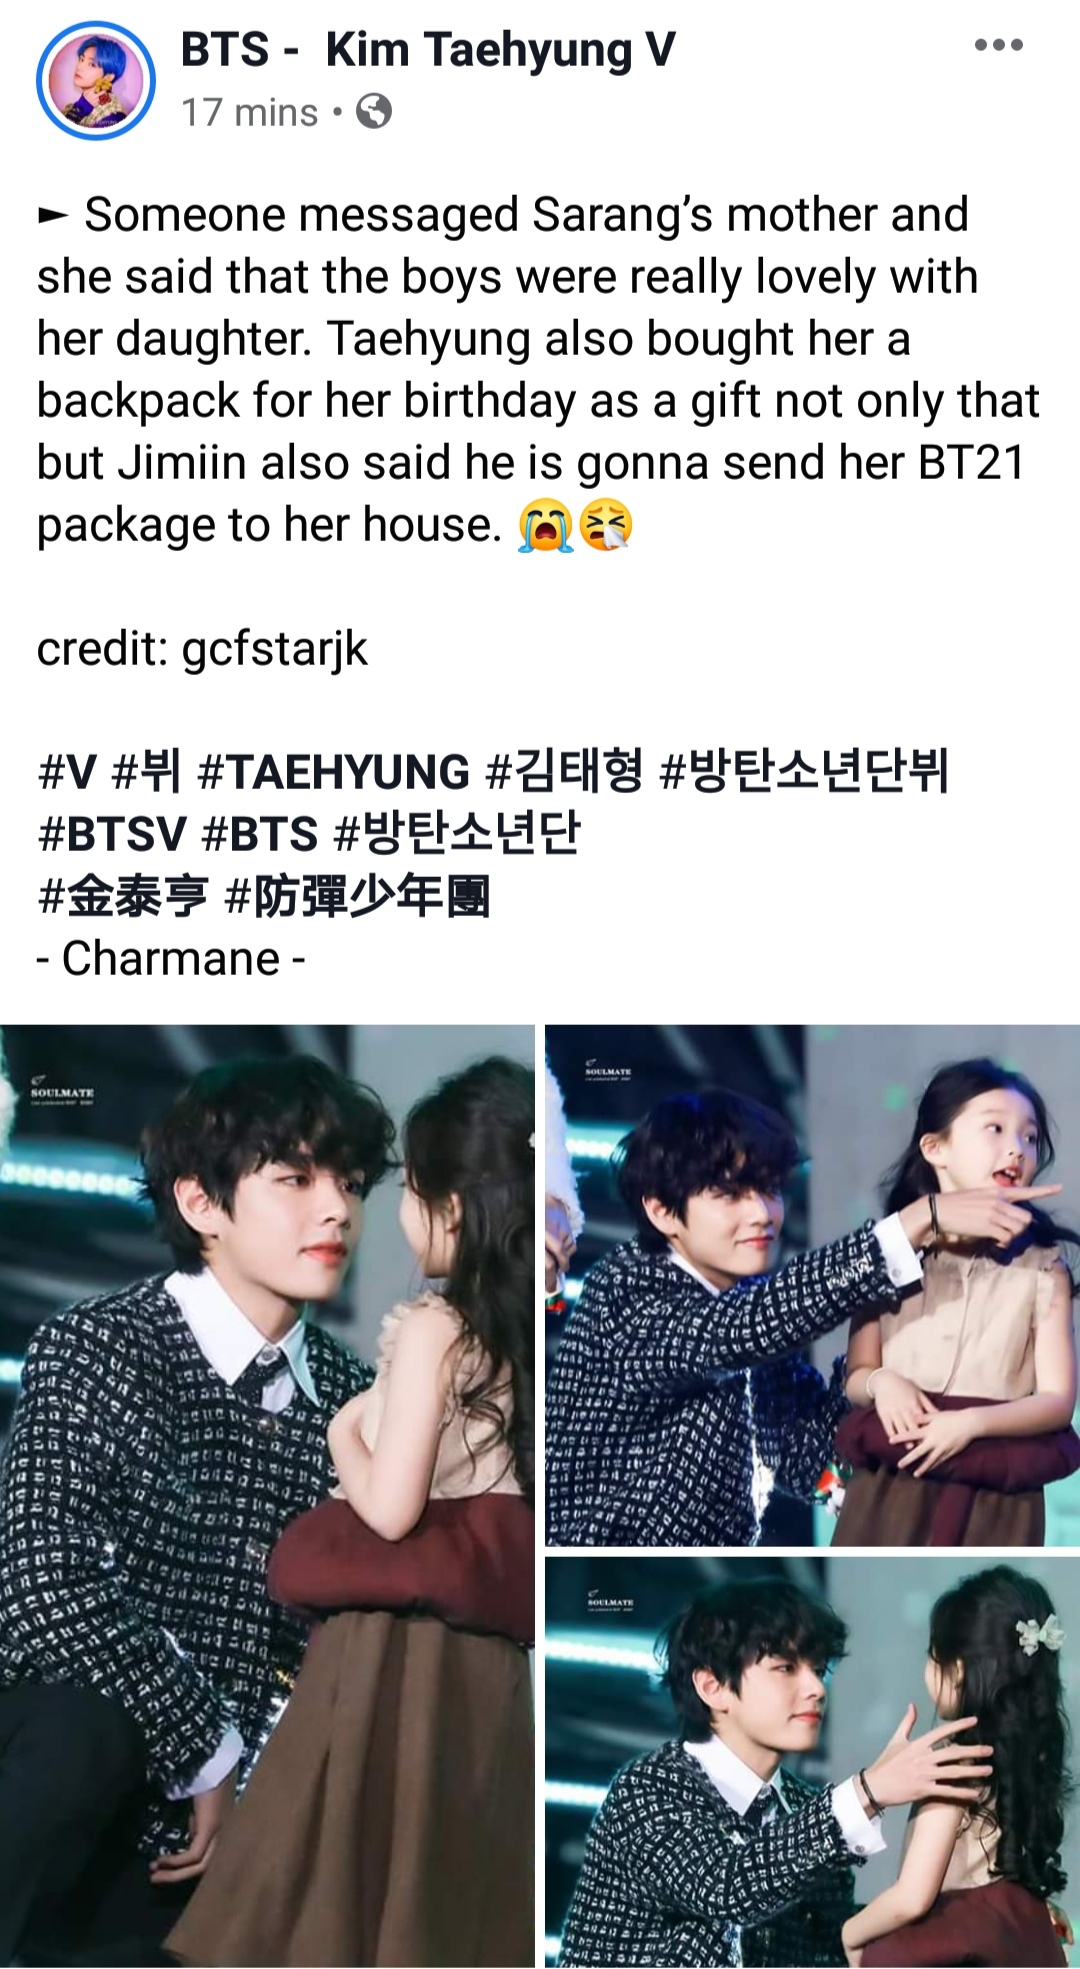 BTS - Kim Taehyung V
17 mins •
► Someone messaged Sarang’s mother and
she said that the boys were really lovely with
her daughter. Taehyung also bought her a
backpack for her birthday as a gift not only that
but Jimiin also said he is gonna send her BT21
package to her house. 😭🤧
credit: gcfstarjk
#V #뷔 #TAEHYUNG #김태형 #방탄소년단뷔
#BTSV #BTS #방탄소년단
#金泰亨 #防彈少年團
- Charmane -
SOULMATE
SOULMATE
SOULMATE